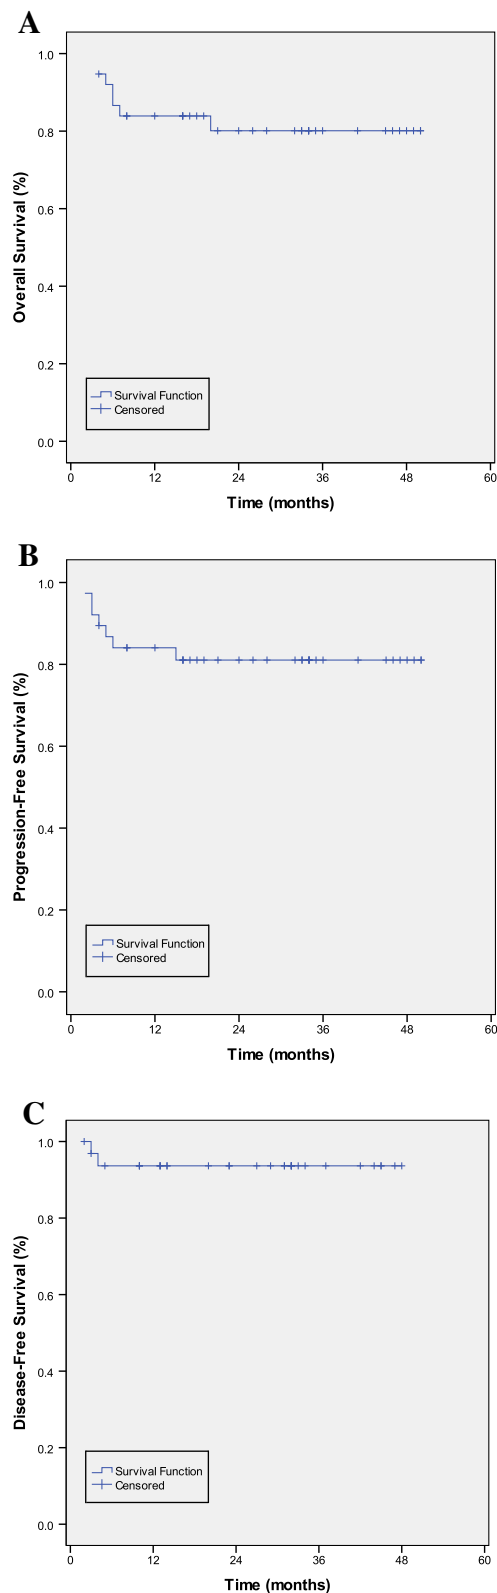 A
1.0
0.8
0.6
0.4
0.2
0.0
Overall Survival (%)
Survival Function
Censored
0 12 24 36 48 60
Time (months)
B
1.0
0.8
0.6
0.4
0.2
0.0
Progression-Free Survival (%)
Survival Function
Censored
0 12 24 36 48 60
Time (months)
C
1.0
0.8
0.6
0.4
0.2
0.0
Disease-Free Survival (%)
Survival Function
Censored
0 12 24 36 48 60
Time (months)